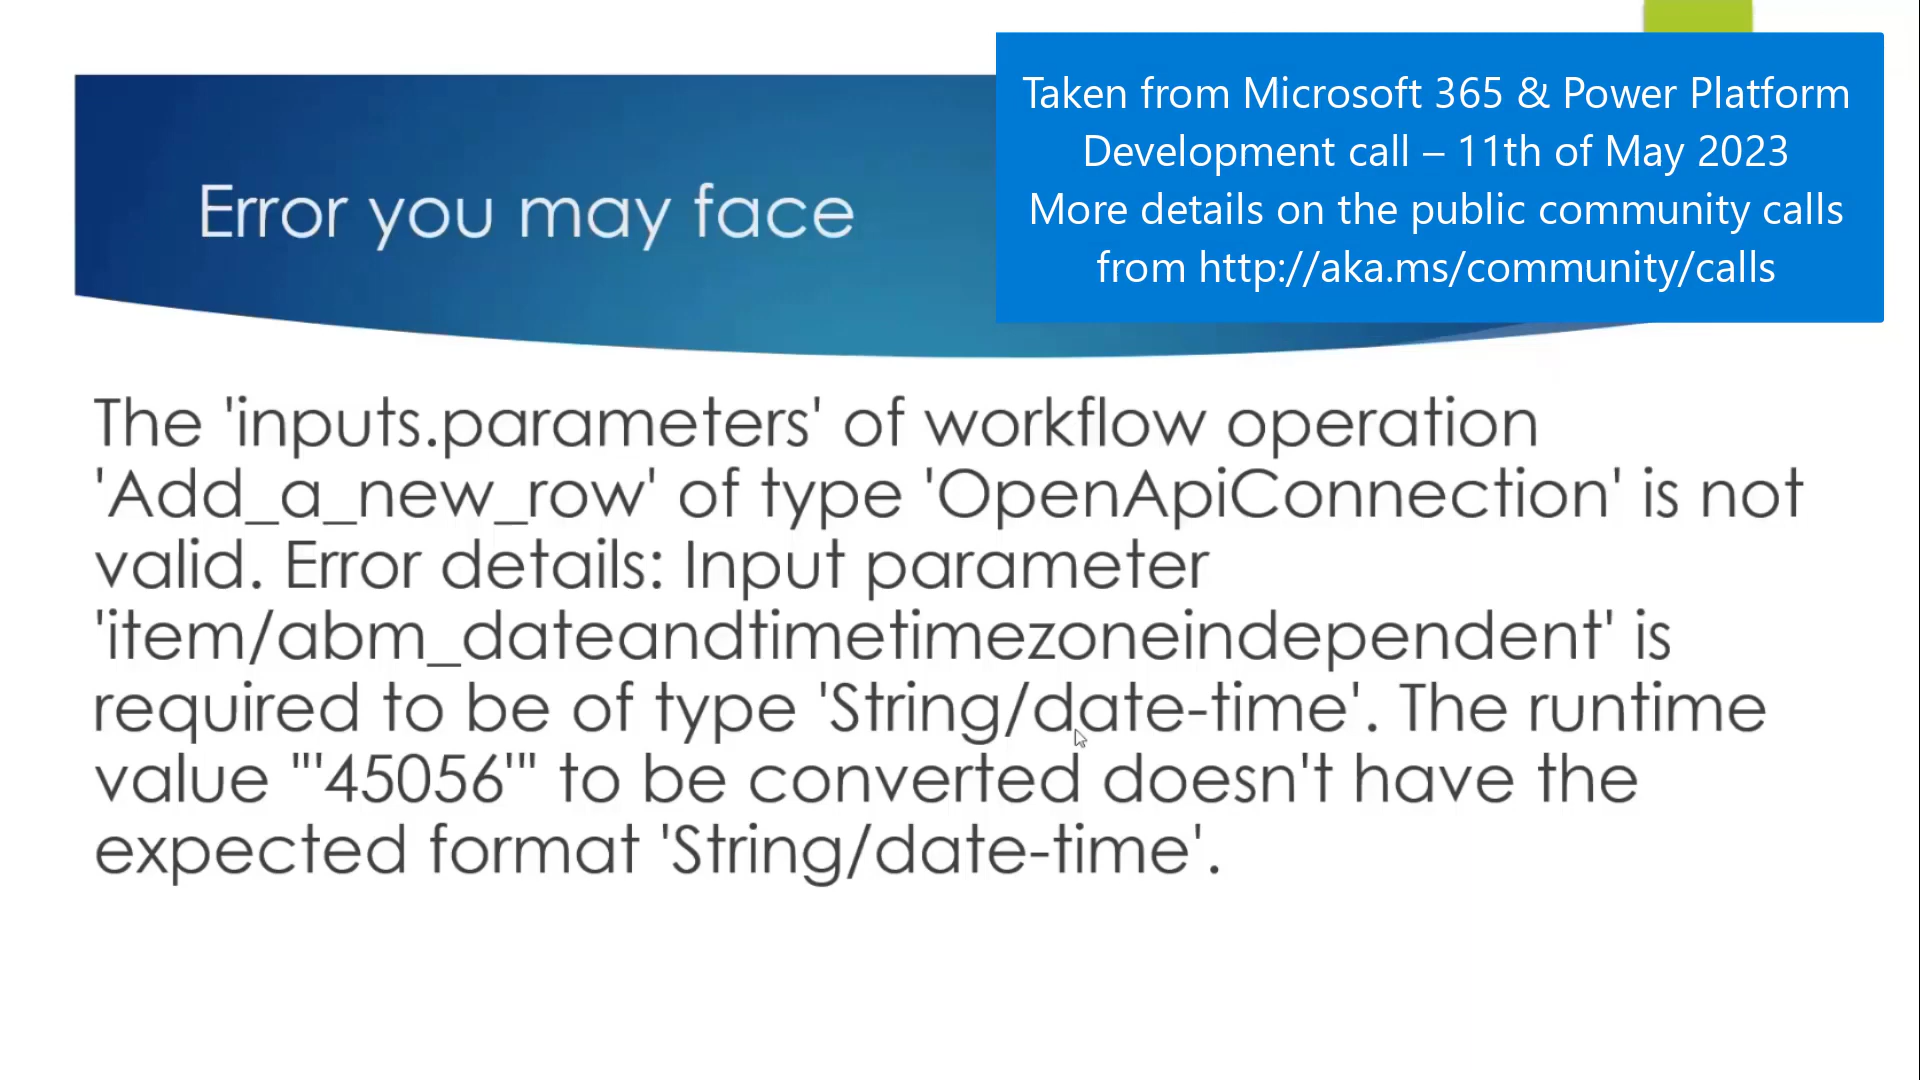 Taken from Microsoft 365 & Power Platform
Development call – 11th of May 2023
More details on the public community calls
from http://aka.ms/community/calls
Error you may face
The 'inputs.parameters' of workflow operation
'Add_a_new_row' of type 'OpenApiConnection' is not
valid. Error details: Input parameter
'item/abm_dateandtimetimezoneindependent' is
required to be of type 'String/date-time'. The runtime
value "'45056'" to be converted doesn't have the
expected format 'String/date-time'.